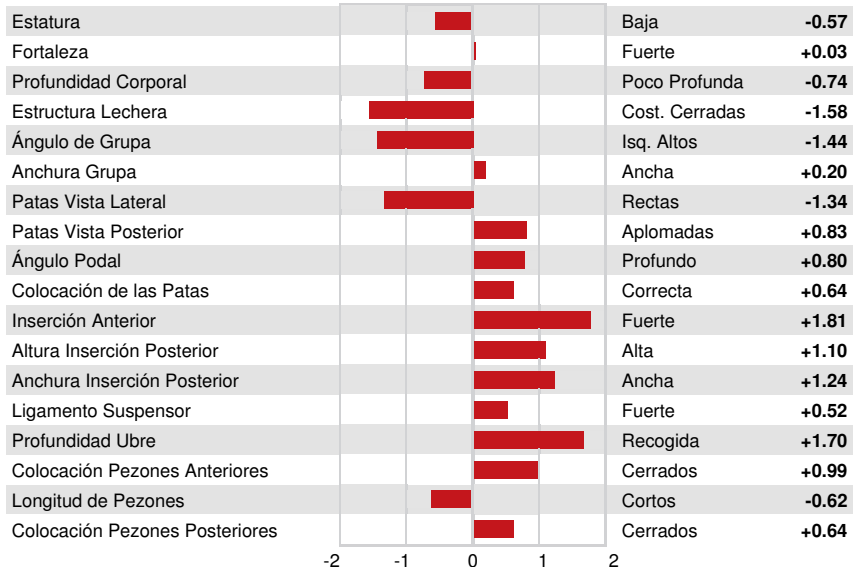 Estatura Baja -0.57
Fortaleza Fuerte +0.03
Profundidad Corporal Poco Profunda -0.74
Estructura Lechera Cost. Cerradas -1.58
Ángulo de Grupa Isq. Altos -1.44
Anchura Grupa Ancha +0.20
Patas Vista Lateral Rectas -1.34
Patas Vista Posterior Aplomadas +0.83
Ángulo Podal Profundo +0.80
Colocación de las Patas Correcta +0.64
Inserción Anterior Fuerte +1.81
Altura Inserción Posterior Alta +1.10
Anchura Inserción Posterior Ancha +1.24
Ligamento Suspensor Fuerte +0.52
Profundidad Ubre Recogida +1.70
Colocación Pezones Anteriores Cerrados +0.99
Longitud de Pezones Cortos -0.62
Colocación Pezones Posteriores Cerrados +0.64
-2 -1 0 1 2